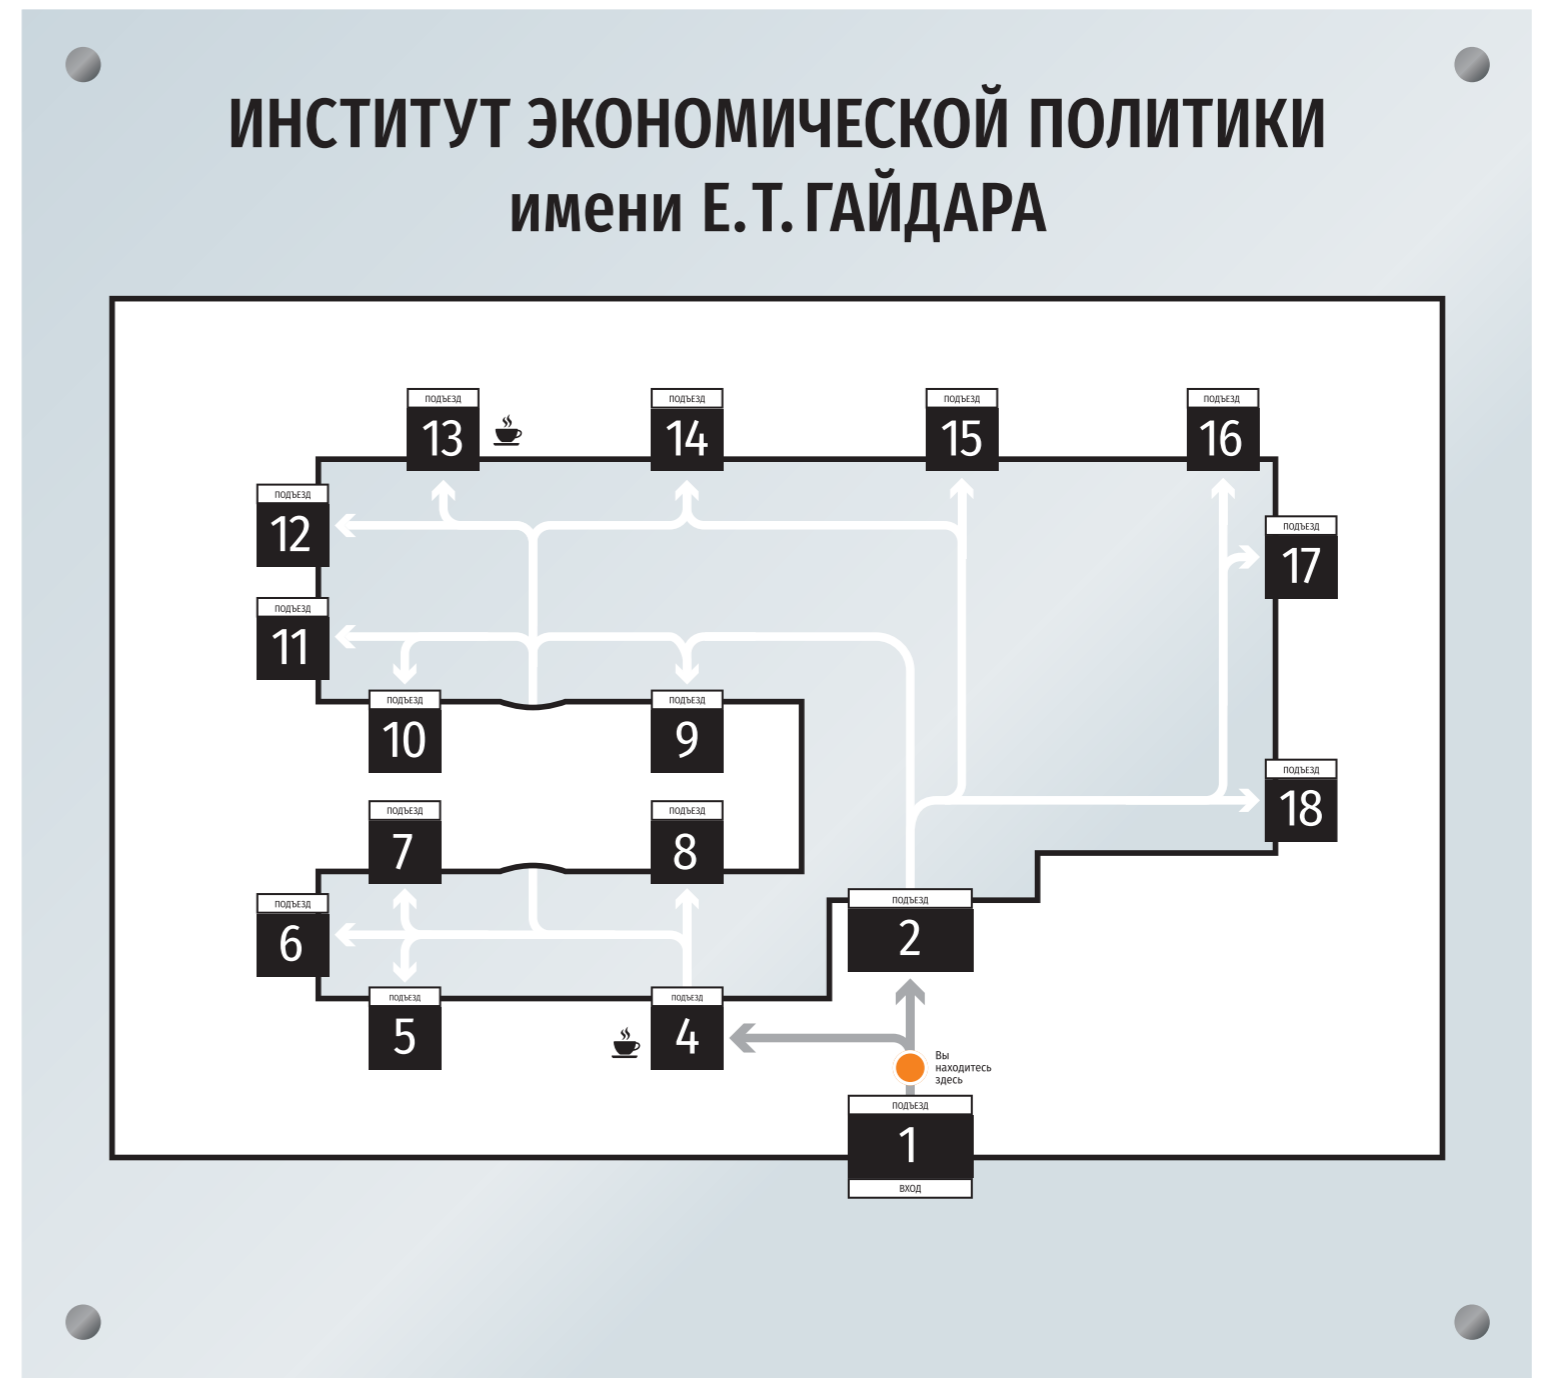 ИНСТИТУТ ЭКОНОМИЧЕСКОЙ ПОЛИТИКИ
имени Е. Т. ГАЙДАРА
ПОДЪЕЗД
13
ПОДЪЕЗД
14
ПОДЪЕЗД
15
ПОДЪЕЗД
16
ПОДЪЕЗД
12
ПОДЪЕЗД
17
ПОДЪЕЗД
11
ПОДЪЕЗД
10
ПОДЪЕЗД
9
ПОДЪЕЗД
18
ПОДЪЕЗД
7
ПОДЪЕЗД
8
ПОДЪЕЗД
6
ПОДЪЕЗД
2
ПОДЪЕЗД
5
ПОДЪЕЗД
4
Вы
находитесь
здесь
ПОДЪЕЗД
1
ВХОД